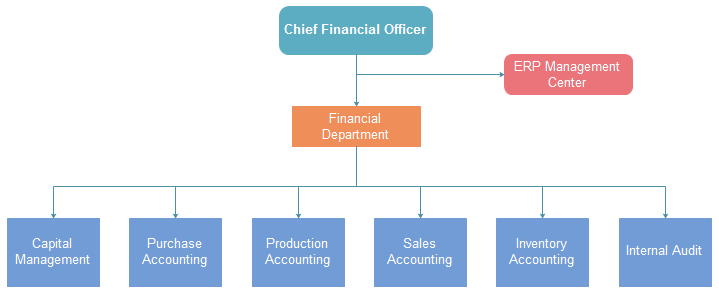 Chief Financial Officer
ERP Management
Center
Financial
Department
Capital
Management
Purchase
Accounting
Production
Accounting
Sales
Accounting
Inventory
Accounting
Internal Audit